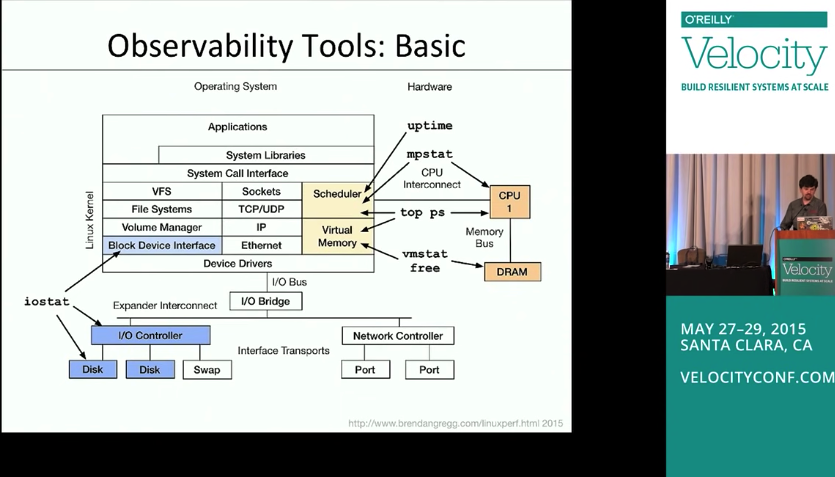 Observability Tools: Basic
Operating System
Hardware
Applications
System Libraries
System Call Interface
VFS
Sockets
Scheduler
File Systems
TCP/UDP
Volume Manager
IP
Virtual
Memory
Block Device Interface
Ethernet
Device Drivers
Linux Kernel
uptime
mpstat
CPU
Interconnect
CPU
1
top ps
Memory
Bus
vmstat
free
DRAM
iostat
I/O Bus
I/O Bridge
Expander Interconnect
I/O Controller
Network Controller
Interface Transports
Disk
Disk
Swap
Port
Port
http://www.brendangregg.com/linuxperf.html 2015
O'REILLY
Velocity
BUILD RESILIENT SYSTEMS AT SCALE
O'REILLY
Velocity
MAY 27–29, 2015
SANTA CLARA, CA
VELOCITYCONF.COM